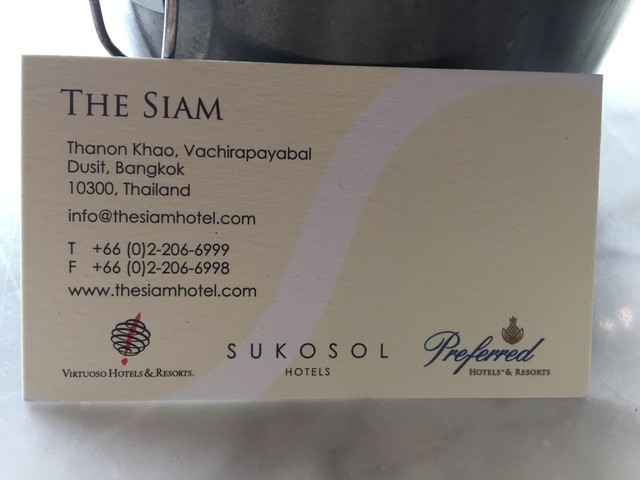 THE SIAM
Thanon Khao, Vachirapayabal
Dusit, Bangkok
10300, Thailand
info@thesiamhotel.com
T +66 (0)2-206-6999
F +66 (0)2-206-6998
www.thesiamhotel.com
VIRTUOSO HOTELS & RESORTS.
SUKOSOL
HOTELS
Preferred
HOTELS™ & RESORTS